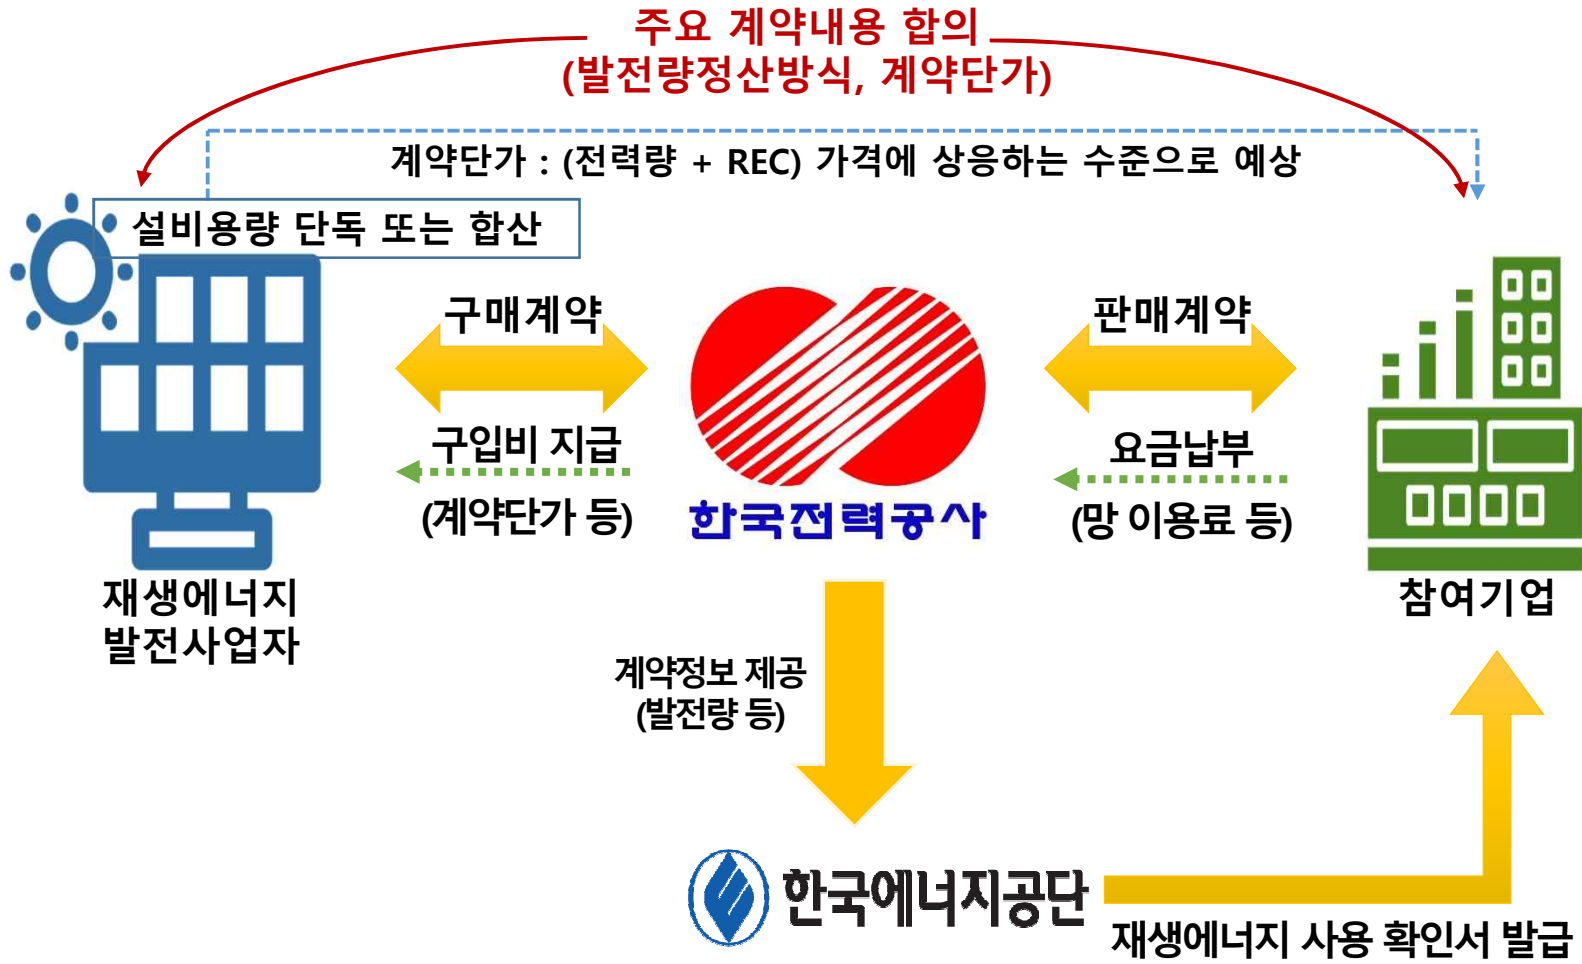 주요 계약내용 합의
(발전량정산방식, 계약단가)
계약단가 : (전력량 + REC) 가격에 상응하는 수준으로 예상
설비용량 단독 또는 합산
구매계약
판매계약
구입비 지급
(계약단가 등)
한국전력공사
요금납부
(망 이용료 등)
재생에너지
발전사업자
참여기업
계약정보 제공
(발전량 등)
한국에너지공단
재생에너지 사용 확인서 발급